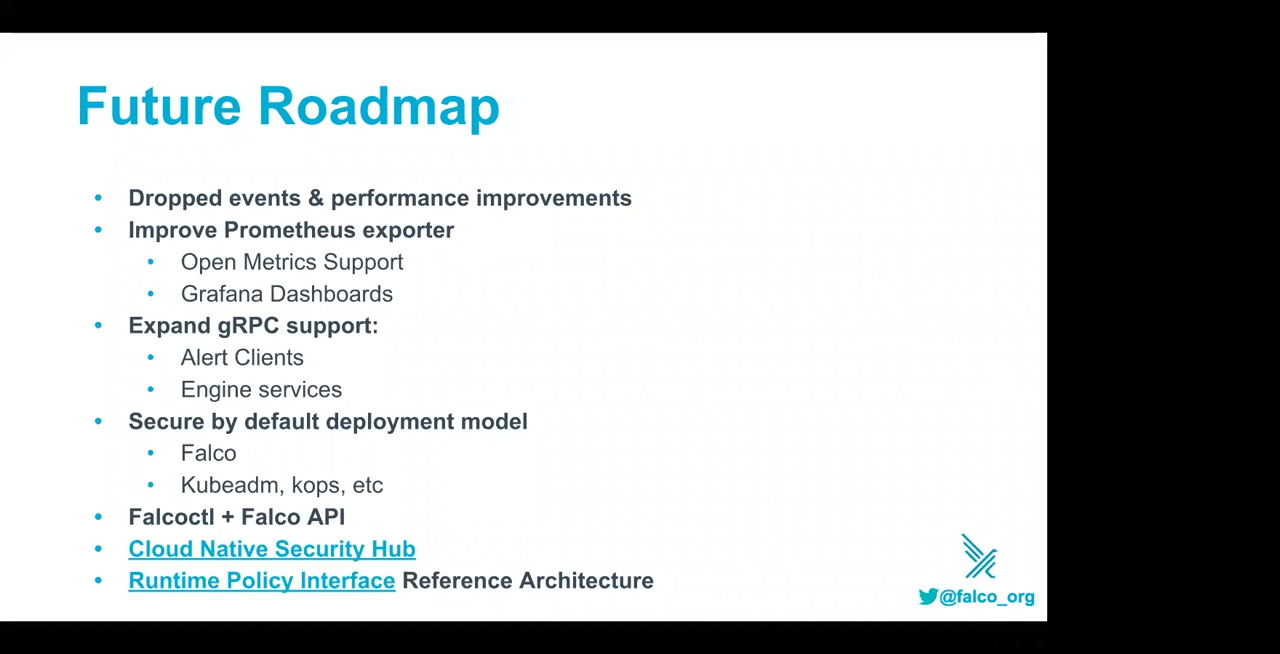 Future Roadmap
• Dropped events & performance improvements
• Improve Prometheus exporter
• Open Metrics Support
• Grafana Dashboards
• Expand gRPC support:
• Alert Clients
• Engine services
• Secure by default deployment model
• Falco
• Kubeadm, kops, etc
• Falcoctl + Falco API
• Cloud Native Security Hub
• Runtime Policy Interface Reference Architecture
@falco_org